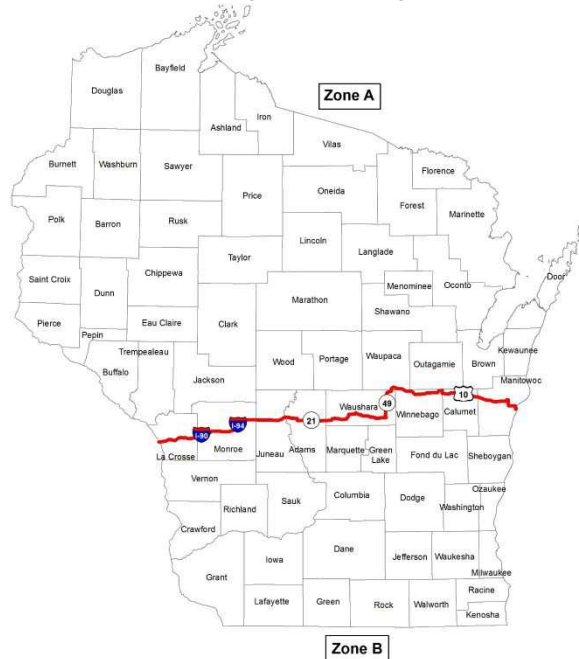 Bayfield
Douglas
Zone A
Iron
Ashland
Vilas
Burnett
Washburn
Sawyer
Florence
Price
Oneida
Forest
Marinette
Polk
Barron
Rusk
Lincoln
Langlade
Taylor
Door
Chippewa
Oconto
Menominee
Saint Croix
Dunn
Marathon
Shawano
Pierce
Eau Claire
Clark
Pepin
Kewaunee
Trempealeau
Wood
Portage
Waupaca
Outagamie
Brown
Buffalo
Jackson
Manitowoc
10
49
Waushara
Winnebago
Calumet
21
I-94
I-90
La Crosse
Monroe
Juneau
Adams
Marquette
Green
Lake
Fond du Lac
Sheboygan
Vernon
Ozaukee
Sauk
Columbia
Dodge
Richland
Washington
Crawford
Dane
Jefferson
Waukesha
Iowa
Milwaukee
Grant
Racine
Lafayette
Green
Rock
Walworth
Kenosha
Zone B